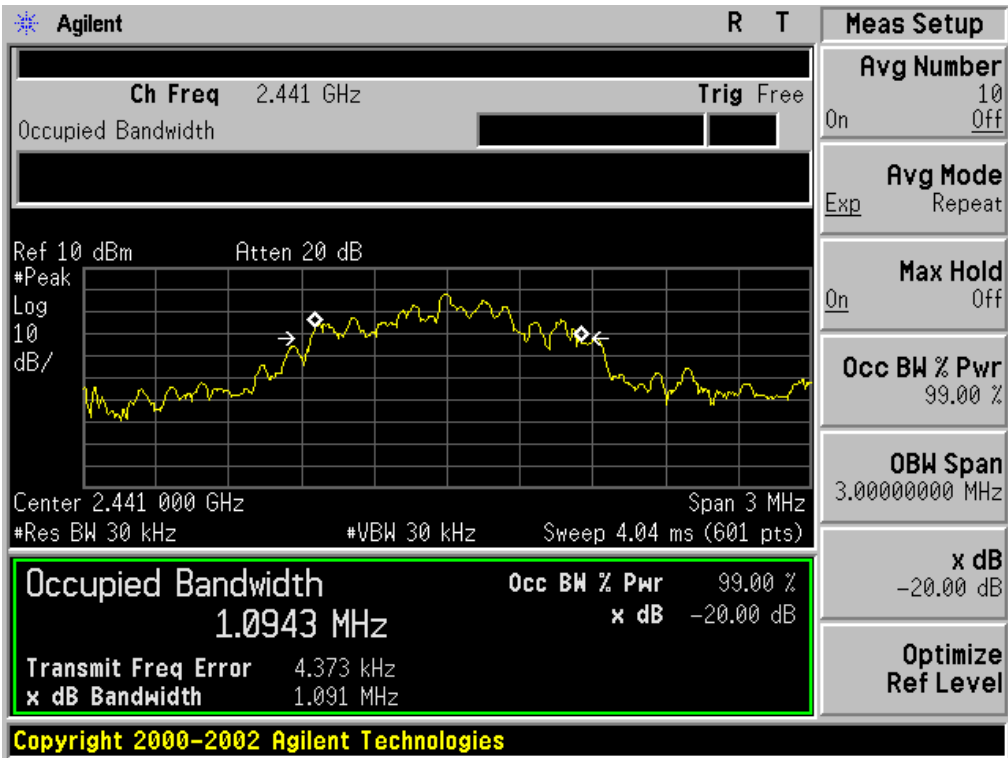 Agilent R T
Ch Freq 2.441 GHz Trig Free
Occupied Bandwidth
Ref 10 dBm Atten 20 dB
#Peak
Log
10
dB/
Center 2.441 000 GHz Span 3 MHz
#Res BW 30 kHz #VBW 30 kHz Sweep 4.04 ms (601 pts)
Occupied Bandwidth Occ BW % Pwr 99.00 %
1.0943 MHz x dB -20.00 dB
Transmit Freq Error 4.373 kHz
x dB Bandwidth 1.091 MHz
Copyright 2000-2002 Agilent Technologies
Meas Setup
Avg Number
10
On Off
Avg Mode
Exp Repeat
Max Hold
On Off
Occ BW % Pwr
99.00 %
OBW Span
3.00000000 MHz
x dB
-20.00 dB
Optimize
Ref Level